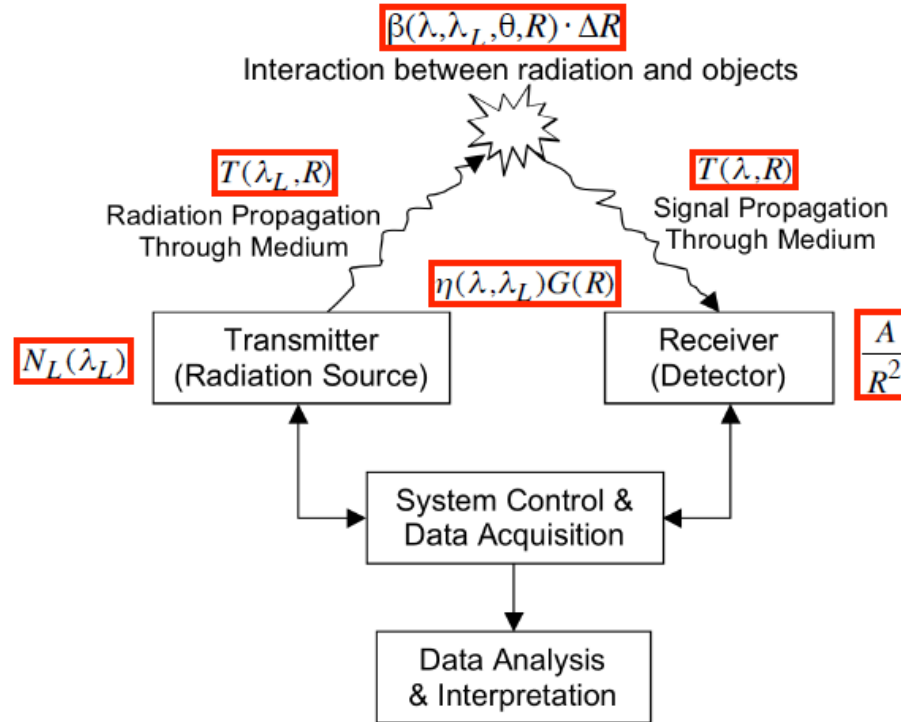 β(λ,λ_L,θ,R)·ΔR
Interaction between radiation and objects
T(λ_L,R)
Radiation Propagation
Through Medium
T(λ,R)
Signal Propagation
Through Medium
η(λ,λ_L)G(R)
N_L(λ_L)
Transmitter
(Radiation Source)
Receiver
(Detector)
A
R²
System Control &
Data Acquisition
Data Analysis
& Interpretation